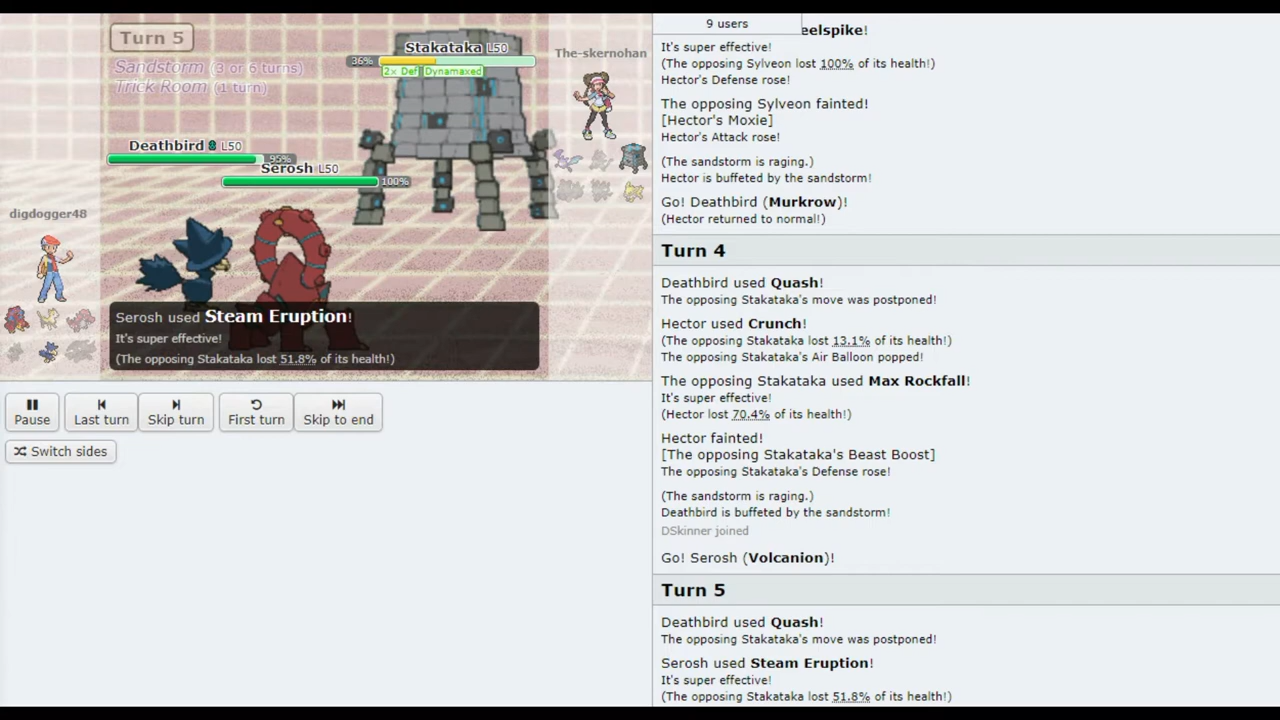 Turn 5
Sandstorm (3 or 6 turns)
Trick Room (1 turn)
Stakataka L50
36%
2× Def Dynamaxed
The-skernohan
Deathbird L50
95%
Serosh L50
100%
digdogger48
Serosh used Steam Eruption!
It's super effective!
(The opposing Stakataka lost 51.8% of its health!)
Pause
Last turn
Skip turn
First turn
Skip to end
Switch sides
9 users
eelspike!
It's super effective!
(The opposing Sylveon lost 100% of its health!)
Hector's Defense rose!
The opposing Sylveon fainted!
[Hector's Moxie]
Hector's Attack rose!
(The sandstorm is raging.)
Hector is buffeted by the sandstorm!
Go! Deathbird (Murkrow)!
(Hector returned to normal!)
Turn 4
Deathbird used Quash!
The opposing Stakataka's move was postponed!
Hector used Crunch!
(The opposing Stakataka lost 13.1% of its health!)
The opposing Stakataka's Air Balloon popped!
The opposing Stakataka used Max Rockfall!
It's super effective!
(Hector lost 70.4% of its health!)
Hector fainted!
[The opposing Stakataka's Beast Boost]
The opposing Stakataka's Defense rose!
(The sandstorm is raging.)
Deathbird is buffeted by the sandstorm!
DSkinner joined
Go! Serosh (Volcanion)!
Turn 5
Deathbird used Quash!
The opposing Stakataka's move was postponed!
Serosh used Steam Eruption!
It's super effective!
(The opposing Stakataka lost 51.8% of its health!)